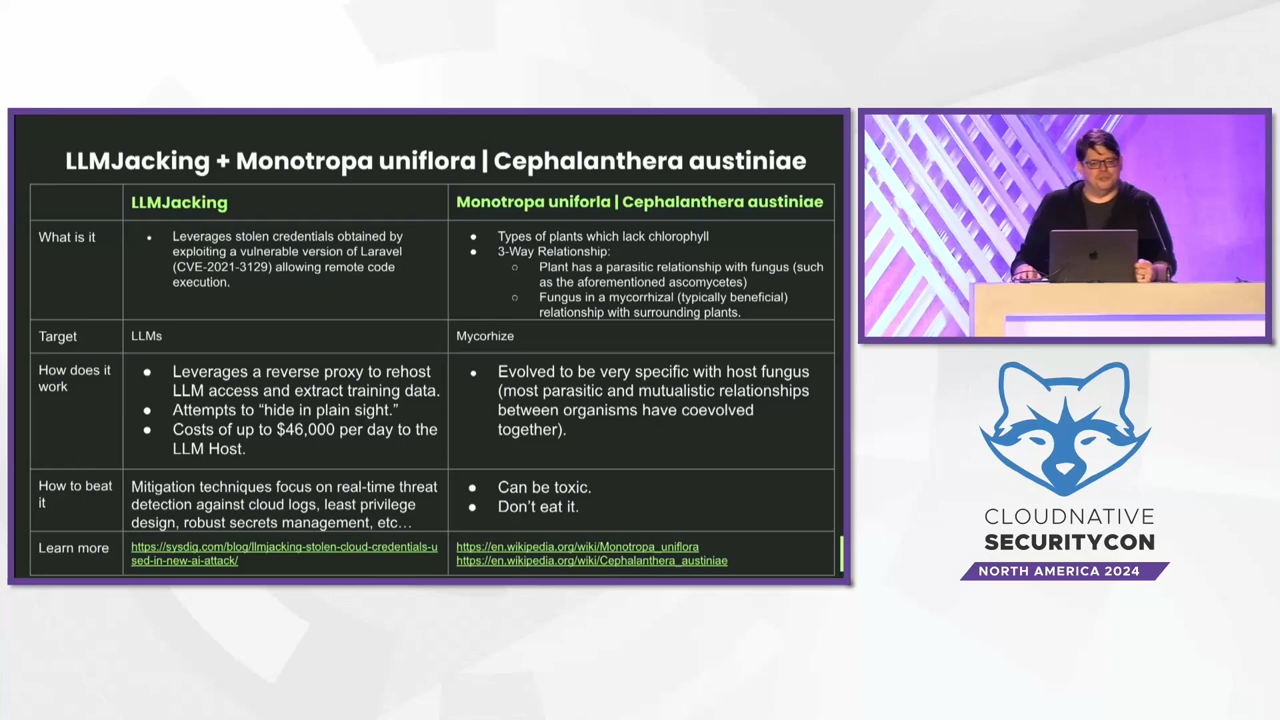 LLMJacking + Monotropa uniflora | Cephalanthera austiniae
LLMJacking
Monotropa uniforla | Cephalanthera austiniae
What is it
• Leverages stolen credentials obtained by
exploiting a vulnerable version of Laravel
(CVE-2021-3129) allowing remote code
execution.
● Types of plants which lack chlorophyll
● 3-Way Relationship:
○ Plant has a parasitic relationship with fungus (such
as the aforementioned ascomycetes)
○ Fungus in a mycorrhizal (typically beneficial)
relationship with surrounding plants.
Target
LLMs
Mycorhize
How does it
work
● Leverages a reverse proxy to rehost
LLM access and extract training data.
● Attempts to “hide in plain sight.”
● Costs of up to $46,000 per day to the
LLM Host.
• Evolved to be very specific with host fungus
(most parasitic and mutualistic relationships
between organisms have coevolved
together).
How to beat
it
Mitigation techniques focus on real-time threat
detection against cloud logs, least privilege
design, robust secrets management, etc…
● Can be toxic.
● Don’t eat it.
Learn more
https://sysdig.com/blog/llmjacking-stolen-cloud-credentials-u
sed-in-new-ai-attack/
https://en.wikipedia.org/wiki/Monotropa_uniflora
https://en.wikipedia.org/wiki/Cephalanthera_austiniae
CLOUDNATIVE
SECURITYCON
NORTH AMERICA 2024